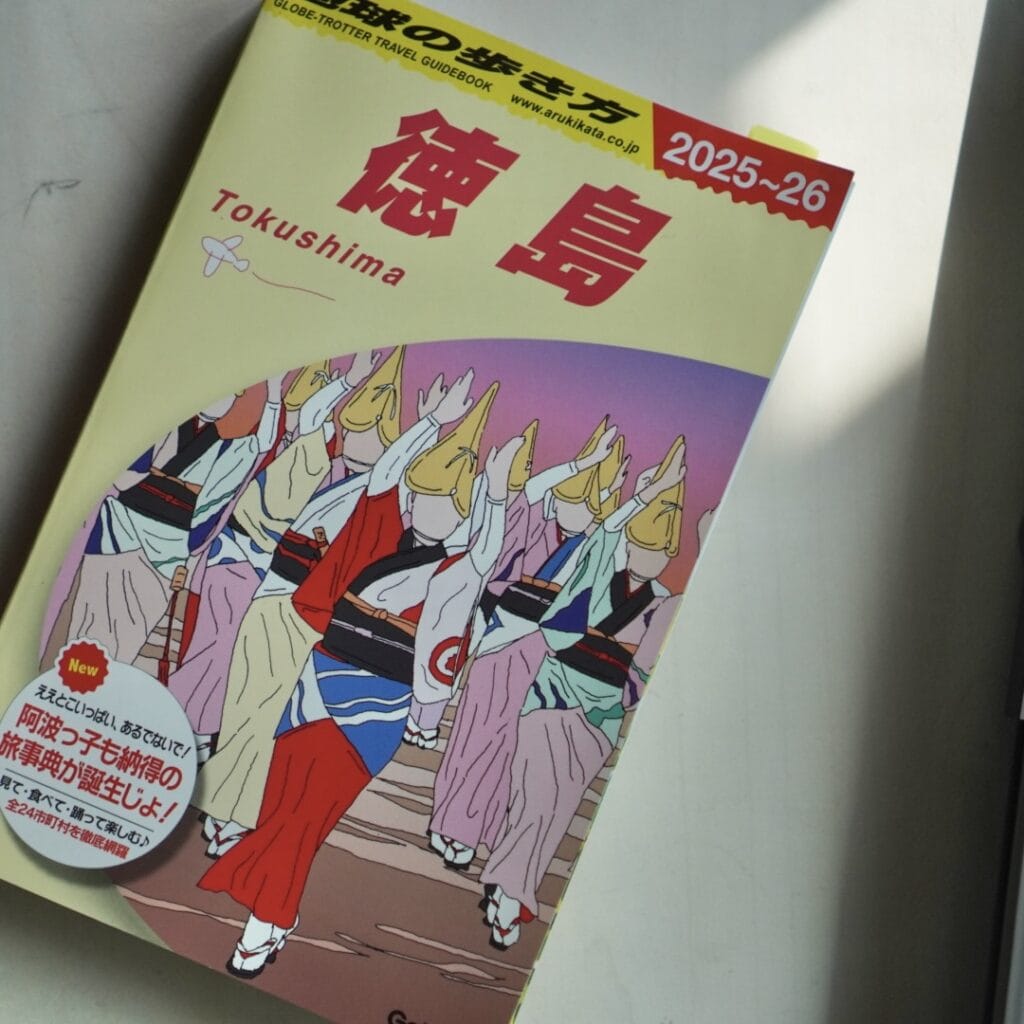 地球の歩き方
GLOBE-TROTTER TRAVEL GUIDEBOOK
www.arukikata.co.jp
2025~26
徳島
Tokushima
New
ええとこいっぱい、あるでないで!
阿波っ子も納得の
旅事典が誕生じょ!
見て・食べて・踊って楽しむ♪
全24市町村を徹底網羅